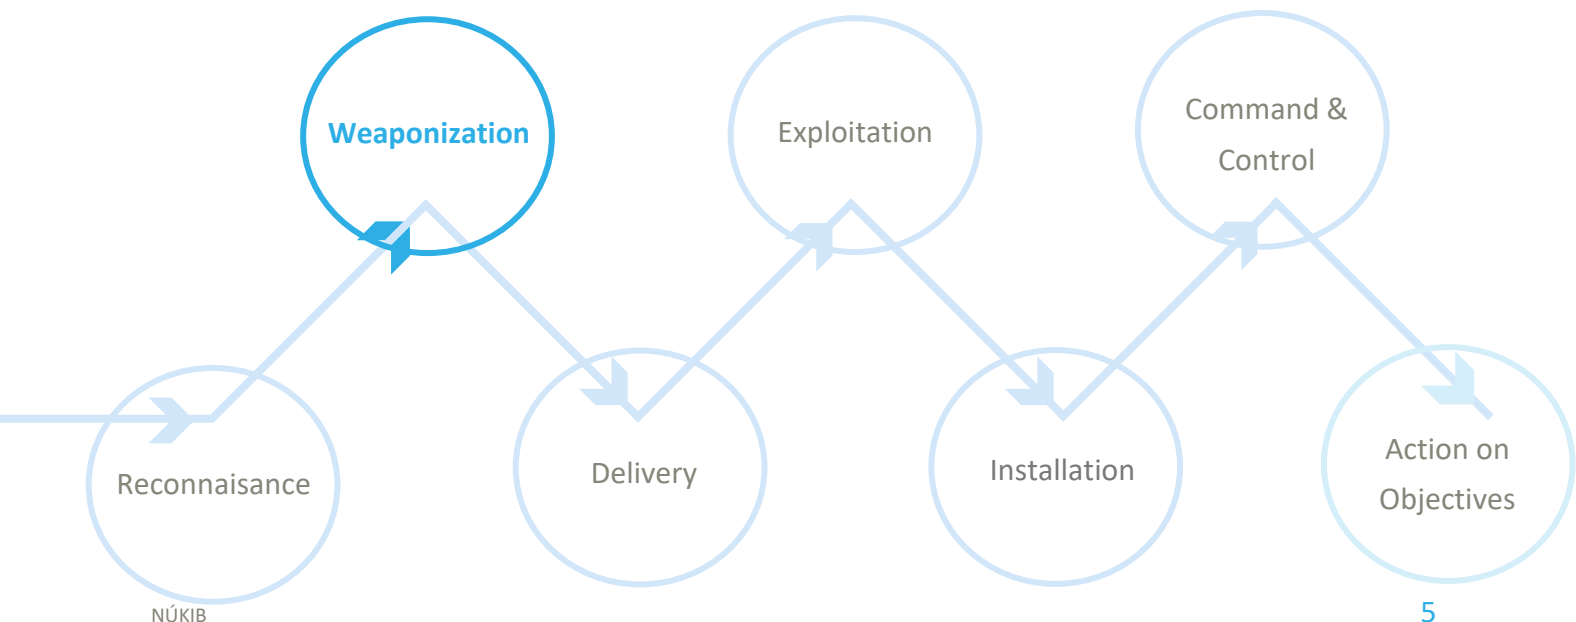 Reconnaisance
Weaponization
Delivery
Exploitation
Installation
Command &
Control
Action on
Objectives
NÚKIB
5